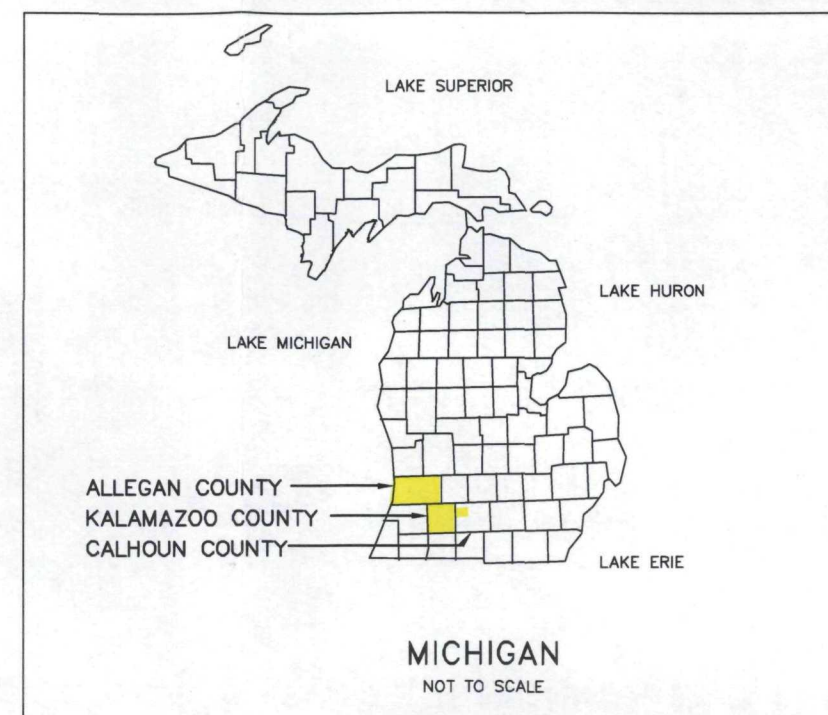 LAKE SUPERIOR
LAKE HURON
LAKE MICHIGAN
ALLEGAN COUNTY
KALAMAZOO COUNTY
CALHOUN COUNTY
LAKE ERIE
MICHIGAN
NOT TO SCALE